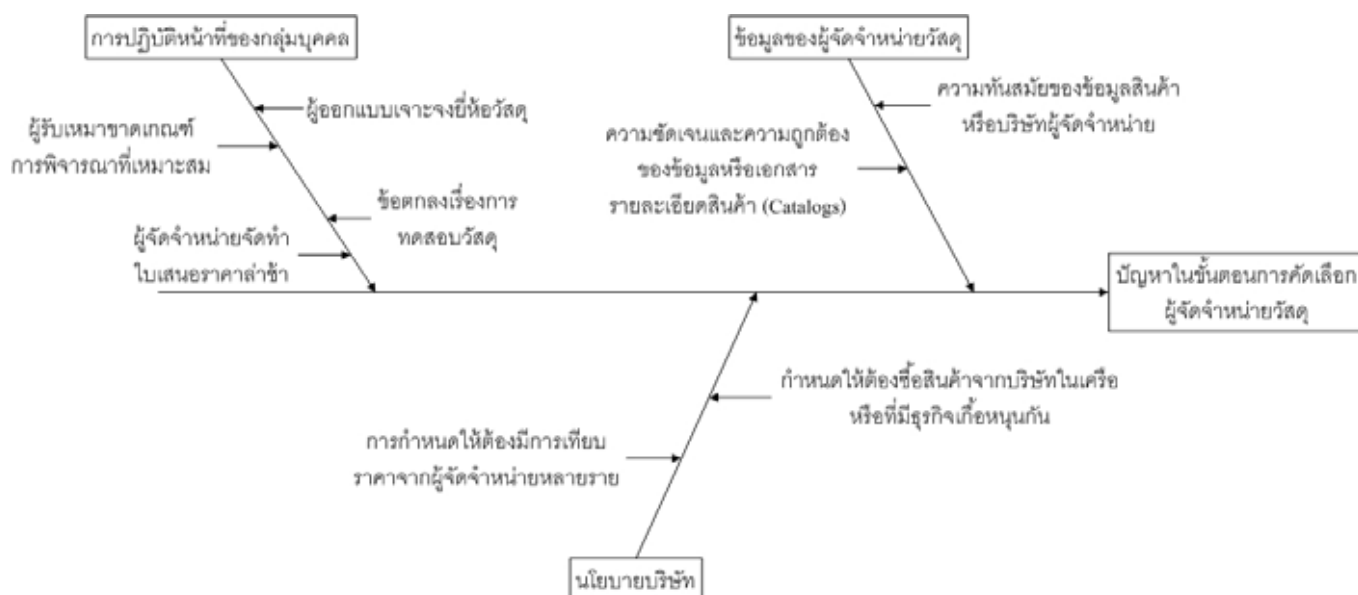 การปฏิบัติหน้าที่ของกลุ่มบุคคล
ผู้ออกแบบเจาะจงยี่ห้อวัสดุ
ผู้รับเหมาขาดเกณฑ์
การพิจารณาที่เหมาะสม
ข้อตกลงเรื่องการ
ทดสอบวัสดุ
ผู้จัดจำหน่ายจัดทำ
ใบเสนอราคาล่าช้า
ข้อมูลของผู้จัดจำหน่ายวัสดุ
ความทันสมัยของข้อมูลสินค้า
หรือบริษัทผู้จัดจำหน่าย
ความชัดเจนและความถูกต้อง
ของข้อมูลหรือเอกสาร
รายละเอียดสินค้า (Catalogs)
ปัญหาในขั้นตอนการคัดเลือก
ผู้จัดจำหน่ายวัสดุ
กำหนดให้ต้องซื้อสินค้าจากบริษัทในเครือ
หรือที่มีธุรกิจเกื้อหนุนกัน
การกำหนดให้ต้องมีการเทียบ
ราคาจากผู้จัดจำหน่ายหลายราย
นโยบายบริษัท